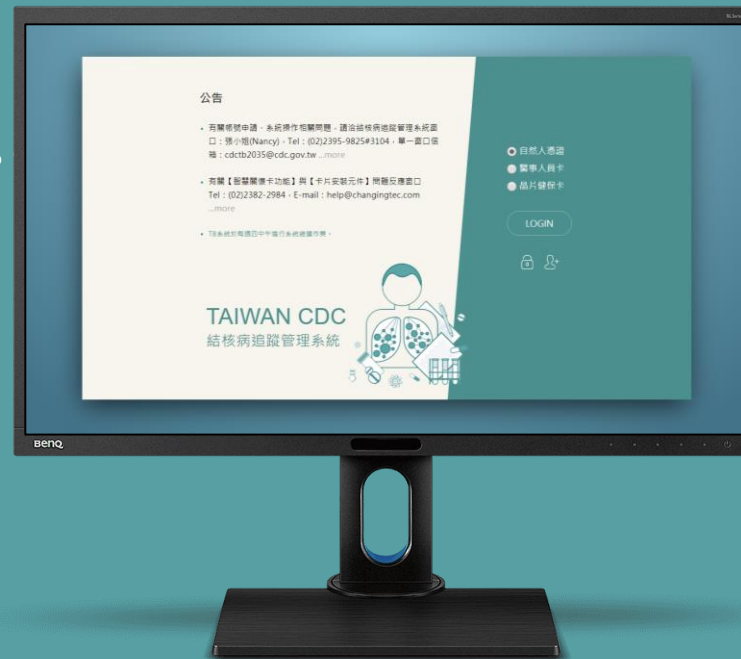 公告
• 有關帳號申請、系統操作相關問題，請洽結核病追蹤管理系統窗
口：張小姐(Nancy)，Tel：(02)2395-9825#3104，單一窗口信
箱：cdctb2035@cdc.gov.tw ...more
• 有關【智慧關懷卡功能】與【卡片安裝元件】問題反應窗口
Tel：(02)2382-2984，E-mail：help@changingtec.com
...more
自然人憑證
醫事人員卡
晶片健保卡
LOGIN
TAIWAN CDC
結核病追蹤管理系統
BenQ